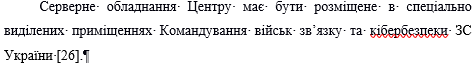 Серверне обладнання Центру має бути розміщене в спеціально
виділених приміщеннях Командування військ зв’язку та кібербезпеки ЗС
України [26].¶